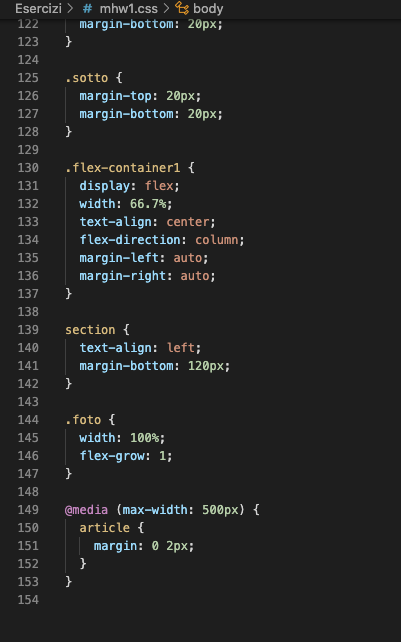 Esercizi > # mhw1.css > body
122 margin-bottom: 20px;
123 }
124
125 .sotto {
126 margin-top: 20px;
127 margin-bottom: 20px;
128 }
129
130 .flex-container1 {
131 display: flex;
132 width: 66.7%;
133 text-align: center;
134 flex-direction: column;
135 margin-left: auto;
136 margin-right: auto;
137 }
138
139 section {
140 text-align: left;
141 margin-bottom: 120px;
142 }
143
144 .foto {
145 width: 100%;
146 flex-grow: 1;
147 }
148
149 @media (max-width: 500px) {
150 article {
151 margin: 0 2px;
152 }
153 }
154